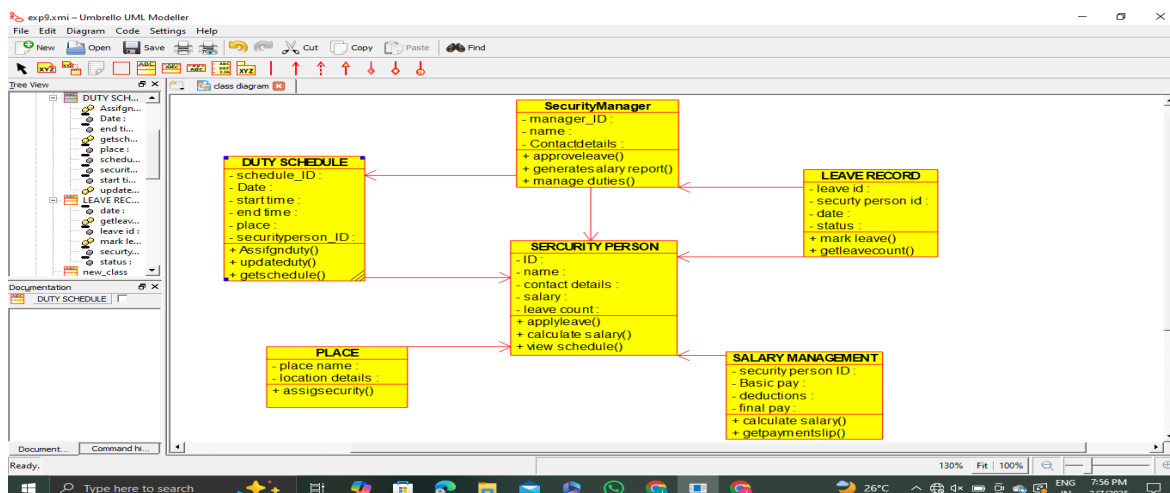 exp9.xmi – Umbrello UML Modeller
File Edit Diagram Code Settings Help
New Open Save Cut Copy Paste Find
Tree View
class diagram
DUTY SCH...
Assifgn...
Date :
end ti...
getsch...
place :
schedu...
securit...
start ti...
update...
LEAVE REC...
date :
getleav...
leave id :
mark le...
securty...
status :
new_class
Documentation
DUTY SCHEDULE
Document... Command hi...
SecurityManager
- manager_ID :
- name :
- Contactdetails :
+ approveleave()
+ generatesalary report()
+ manage duties()
DUTY SCHEDULE
- schedule_ID :
- Date :
- start time :
- end time :
- place :
- securityperson_ID :
+ Assifgnduty()
+ updateduty()
+ getschedule()
LEAVE RECORD
- leave id :
- securty person id :
- date :
- status :
+ mark leave()
+ getleavecount()
SERCURITY PERSON
- ID :
- name :
- contact details :
- salary :
- leave count :
+ applyleave()
+ calculate salary()
+ view schedule()
PLACE
- place name :
- location details :
+ assigsecurity()
SALARY MANAGEMENT
- security person ID :
- Basic pay :
- deductions :
- final pay :
+ calculate salary()
+ getpaymentslip()
Ready.
130% Fit 100%
Type here to search
26°C
ENG
IN
7:56 PM